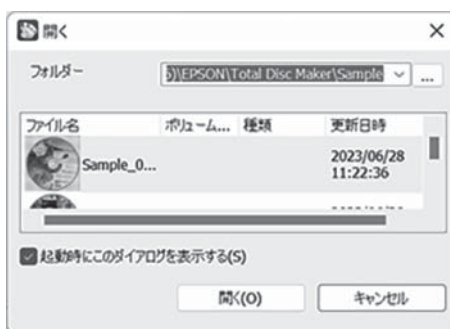 開く
フォルダー )\EPSON\Total Disc Maker\Sample ...
ファイル名 ボリューム... 種類 更新日時
Sample_0... 2023/06/28
11:22:36
起動時にこのダイアログを表示する(S)
開く(O) キャンセル